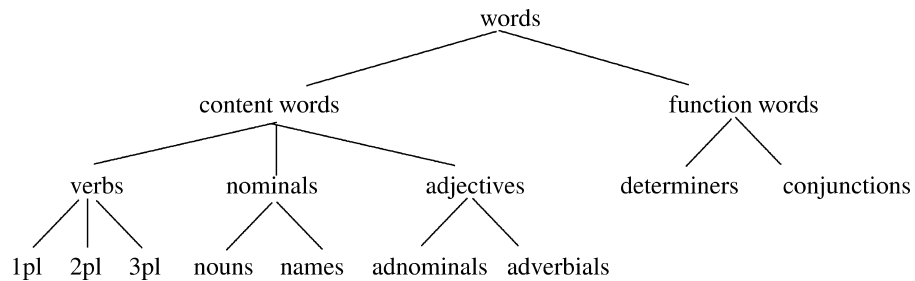 words
content words function words
verbs nominals adjectives determiners conjunctions
1pl 2pl 3pl nouns names adnominals adverbials